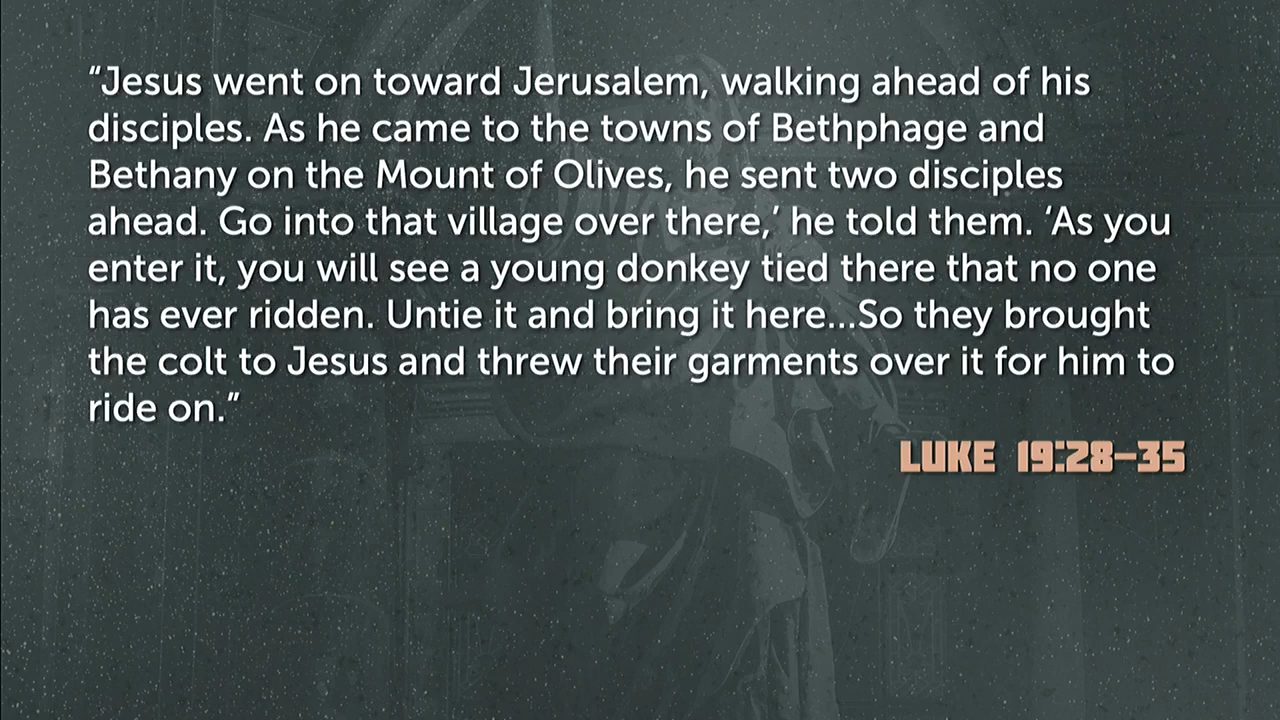 “Jesus went on toward Jerusalem, walking ahead of his
disciples. As he came to the towns of Bethphage and
Bethany on the Mount of Olives, he sent two disciples
ahead. Go into that village over there,’ he told them. ‘As you
enter it, you will see a young donkey tied there that no one
has ever ridden. Untie it and bring it here...So they brought
the colt to Jesus and threw their garments over it for him to
ride on.”
LUKE 19:28–35